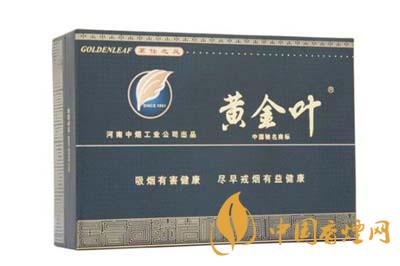 GOLDENLEAF
SINCE 1951
黄金叶
®
河南中烟工业公司出品
中国驰名商标
吸烟有害健康 尽早戒烟有益健康
中国香烟网